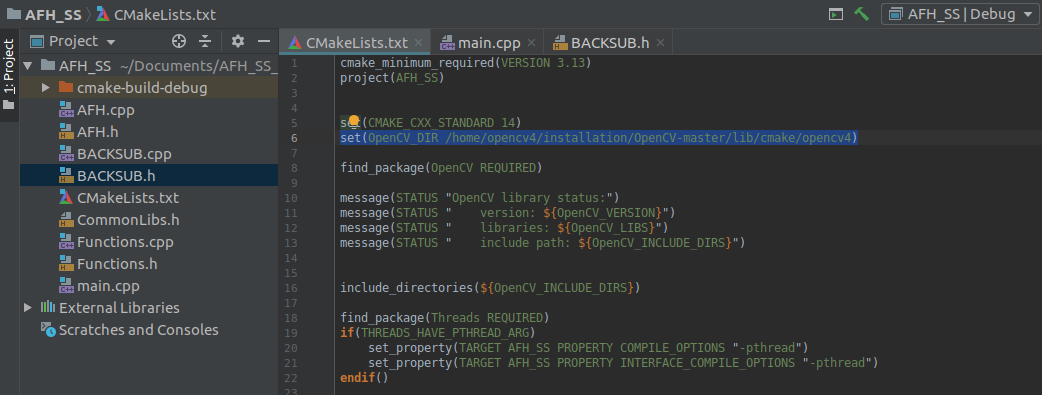 AFH_SS CMakeLists.txt AFH_SS | Debug
1: Project
Project
AFH_SS ~/Documents/AFH_SS_
cmake-build-debug
AFH.cpp
AFH.h
BACKSUB.cpp
BACKSUB.h
CMakeLists.txt
CommonLibs.h
Functions.cpp
Functions.h
main.cpp
External Libraries
Scratches and Consoles
CMakeLists.txt main.cpp BACKSUB.h
1 cmake_minimum_required(VERSION 3.13)
2 project(AFH_SS)
3
4
5 set(CMAKE_CXX_STANDARD 14)
6 set(OpenCV_DIR /home/opencv4/installation/OpenCV-master/lib/cmake/opencv4)
7
8 find_package(OpenCV REQUIRED)
9
10 message(STATUS "OpenCV library status:")
11 message(STATUS "    version: ${OpenCV_VERSION}")
12 message(STATUS "    libraries: ${OpenCV_LIBS}")
13 message(STATUS "    include path: ${OpenCV_INCLUDE_DIRS}")
14
15
16 include_directories(${OpenCV_INCLUDE_DIRS})
17
18 find_package(Threads REQUIRED)
19 if(THREADS_HAVE_PTHREAD_ARG)
20     set_property(TARGET AFH_SS PROPERTY COMPILE_OPTIONS "-pthread")
21     set_property(TARGET AFH_SS PROPERTY INTERFACE_COMPILE_OPTIONS "-pthread")
22 endif()
23